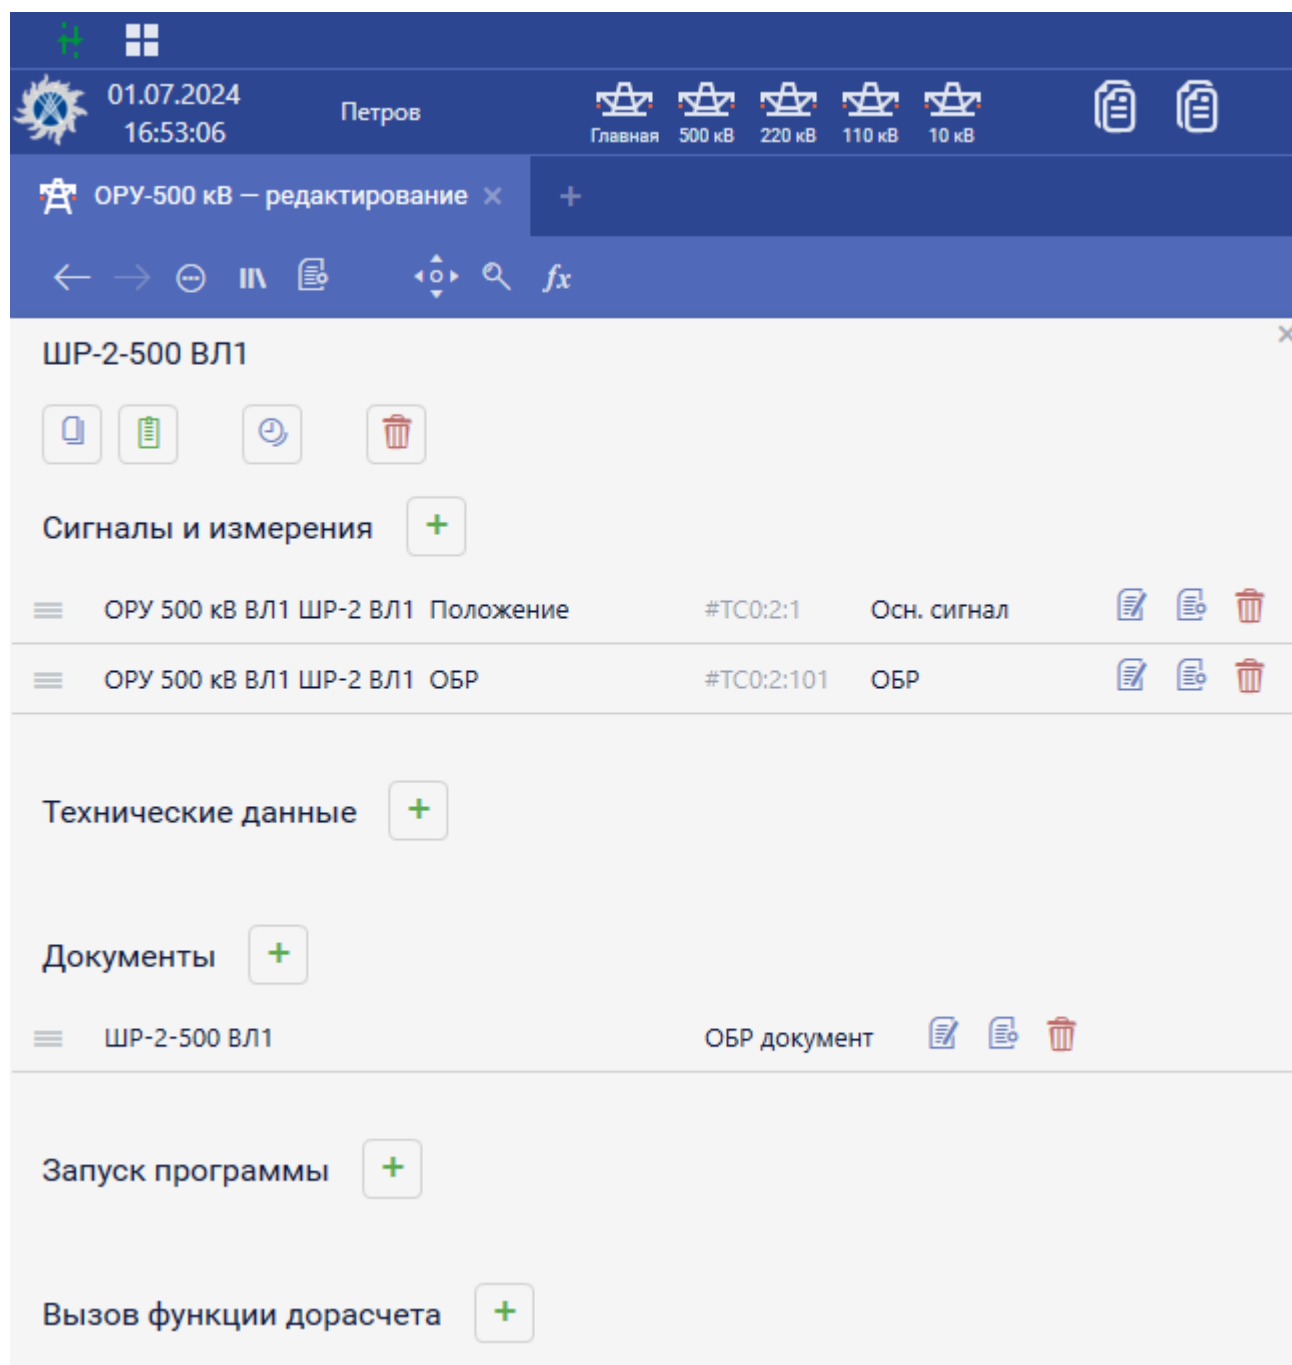 01.07.2024
16:53:06
Петров
Главная 500 кВ 220 кВ 110 кВ 10 кВ
ОРУ-500 кВ — редактирование × +
fx
ШР-2-500 ВЛ1
Сигналы и измерения +
ОРУ 500 кВ ВЛ1 ШР-2 ВЛ1 Положение #ТС0:2:1 Осн. сигнал
ОРУ 500 кВ ВЛ1 ШР-2 ВЛ1 ОБР #ТС0:2:101 ОБР
Технические данные +
Документы +
ШР-2-500 ВЛ1 ОБР документ
Запуск программы +
Вызов функции дорасчета +